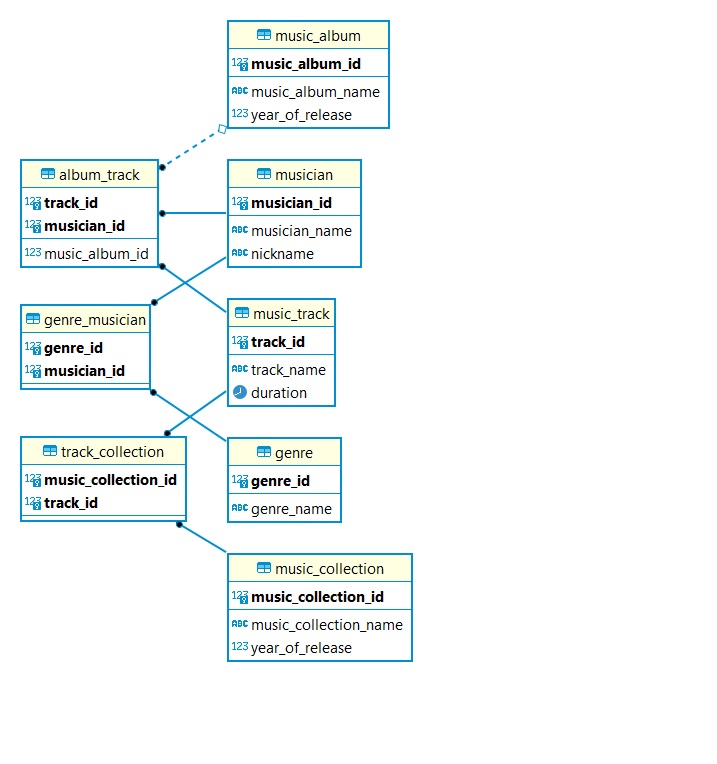 music_album
123 music_album_id
ABC music_album_name
123 year_of_release
album_track
123 track_id
123 musician_id
123 music_album_id
musician
123 musician_id
ABC musician_name
ABC nickname
genre_musician
123 genre_id
123 musician_id
music_track
123 track_id
ABC track_name
duration
track_collection
123 music_collection_id
123 track_id
genre
123 genre_id
ABC genre_name
music_collection
123 music_collection_id
ABC music_collection_name
123 year_of_release